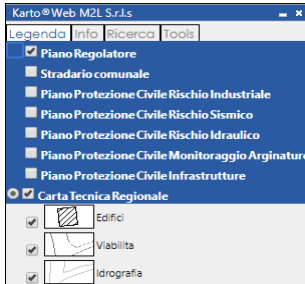 Karto®Web M2L S.r.l.s
Legenda Info Ricerca Tools
Piano Regolatore
Stradario comunale
Piano Protezione Civile Rischio Industriale
Piano Protezione Civile Rischio Sismico
Piano Protezione Civile Rischio Idraulico
Piano Protezione Civile Monitoraggio Arginature
Piano Protezione Civile Infrastrutture
Carta Tecnica Regionale
Edifici
Viabilita
Idrografia